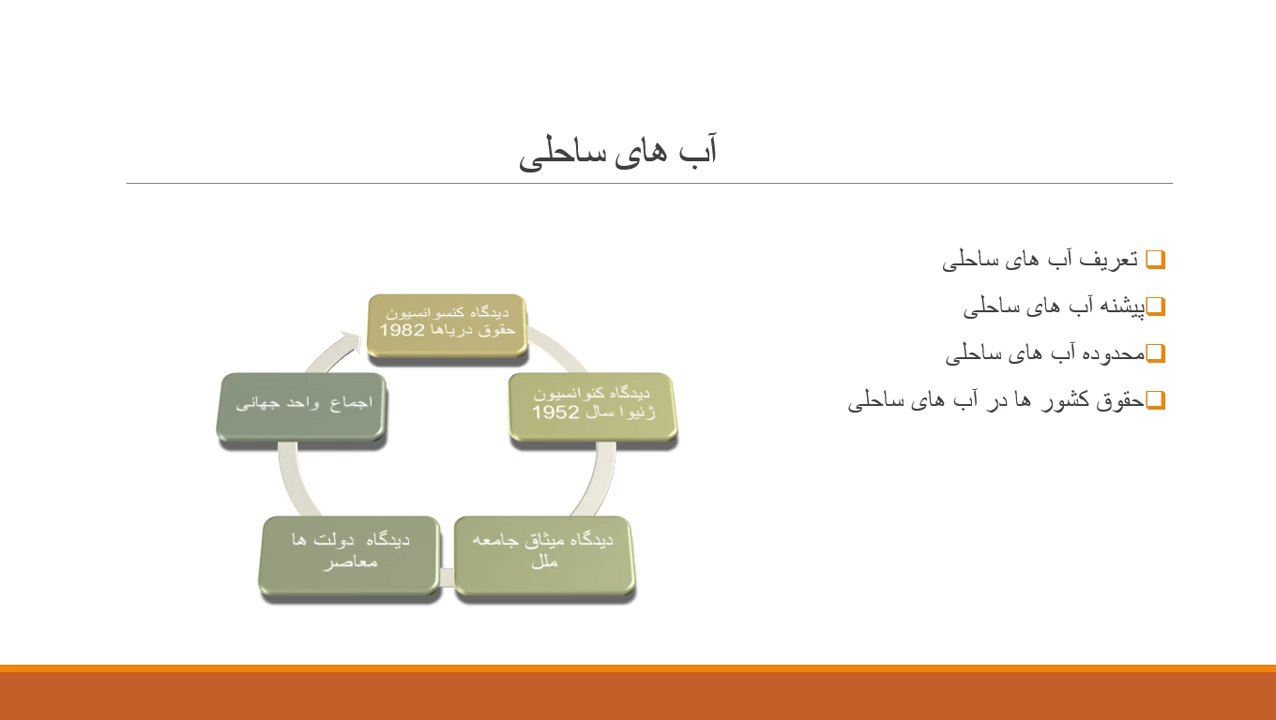 آب های ساحلی
تعریف آب های ساحلی
پیشنه آب های ساحلی
محدوده آب های ساحلی
حقوق کشور ها در آب های ساحلی
دیدگاه کنسوانسیون
حقوق دریاها 1982
دیدگاه کنوانسیون
ژنیوا سال 1952
دیدگاه میثاق جامعه
ملل
دیدگاه دولت ها
معاصر
اجماع واحد جهانی